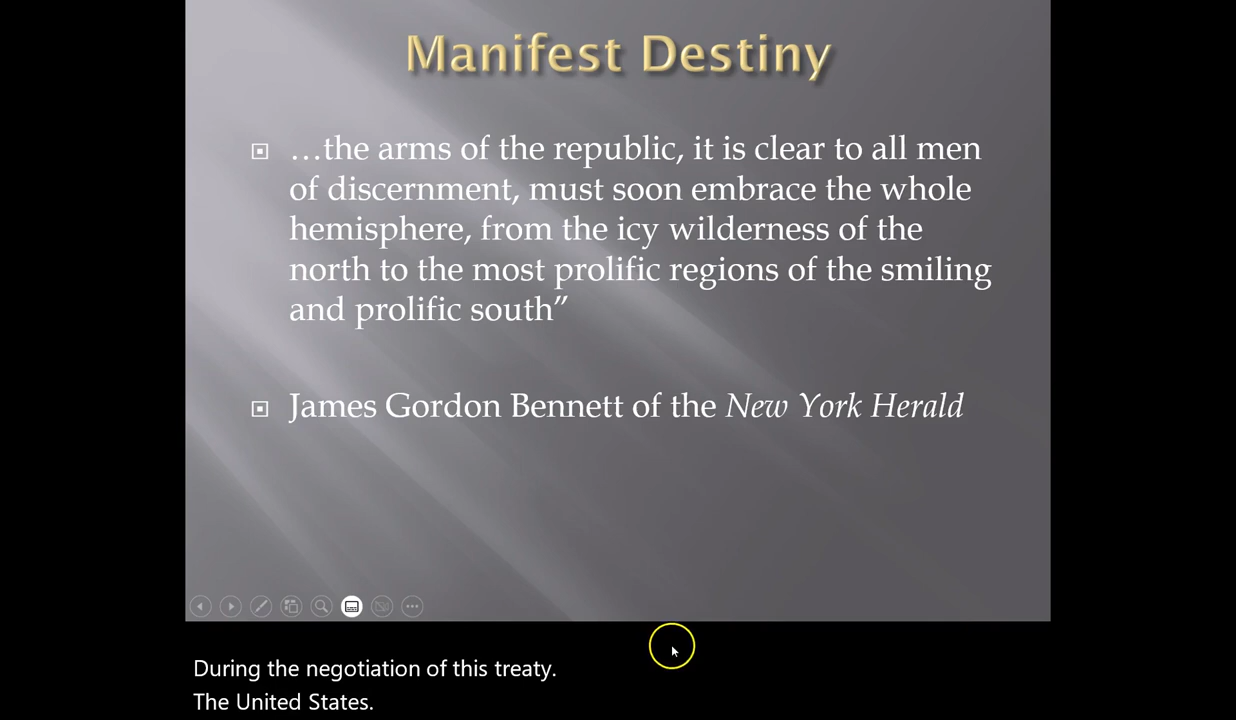 Manifest Destiny
…the arms of the republic, it is clear to all men
of discernment, must soon embrace the whole
hemisphere, from the icy wilderness of the
north to the most prolific regions of the smiling
and prolific south”
James Gordon Bennett of the New York Herald
During the negotiation of this treaty.
The United States.